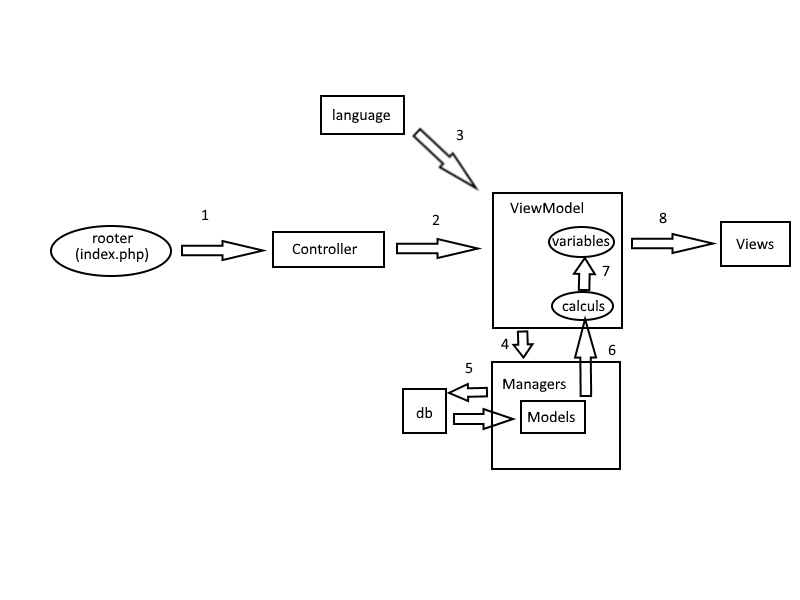 language
3
ViewModel
1
2
8
rooter
(index.php)
Controller
variables
Views
7
calculs
4
6
5
Managers
db
Models